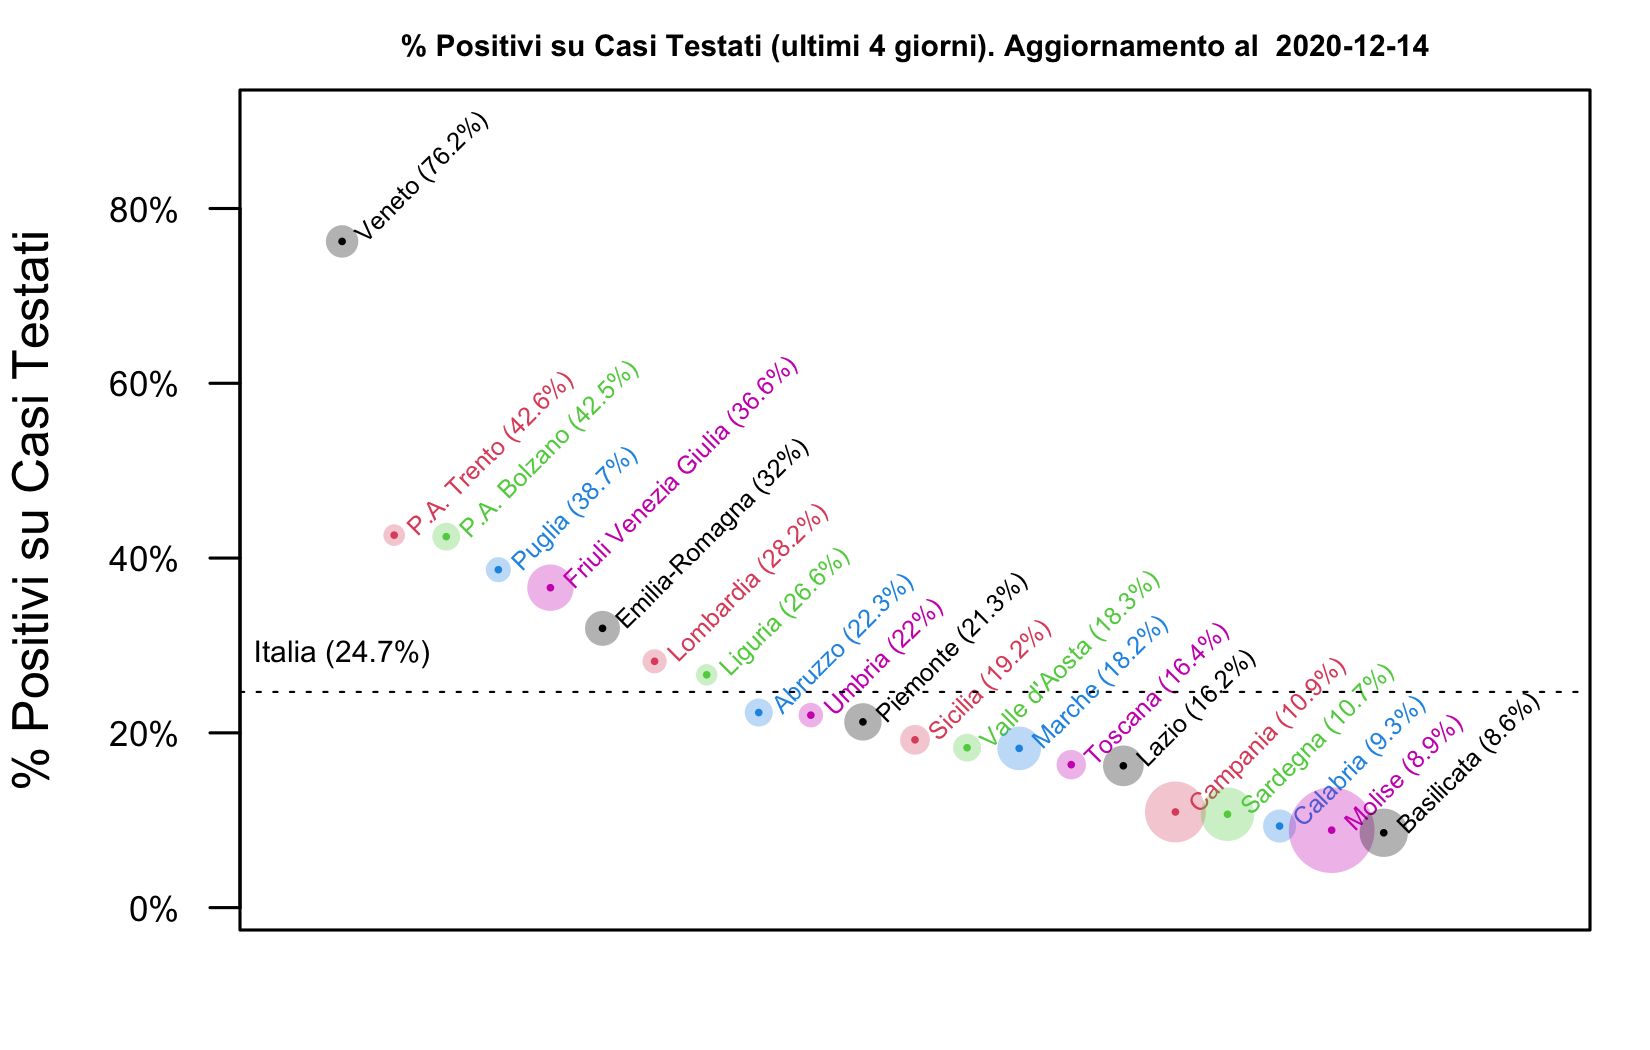 % Positivi su Casi Testati (ultimi 4 giorni). Aggiornamento al  2020-12-14
% Positivi su Casi Testati
80%
60%
40%
20%
0%
Italia (24.7%)
Veneto (76.2%)
P.A. Trento (42.6%)
P.A. Bolzano (42.5%)
Puglia (38.7%)
Friuli Venezia Giulia (36.6%)
Emilia-Romagna (32%)
Lombardia (28.2%)
Liguria (26.6%)
Abruzzo (22.3%)
Umbria (22%)
Piemonte (21.3%)
Sicilia (19.2%)
Valle d'Aosta (18.3%)
Marche (18.2%)
Toscana (16.4%)
Lazio (16.2%)
Campania (10.9%)
Sardegna (10.7%)
Calabria (9.3%)
Molise (8.9%)
Basilicata (8.6%)